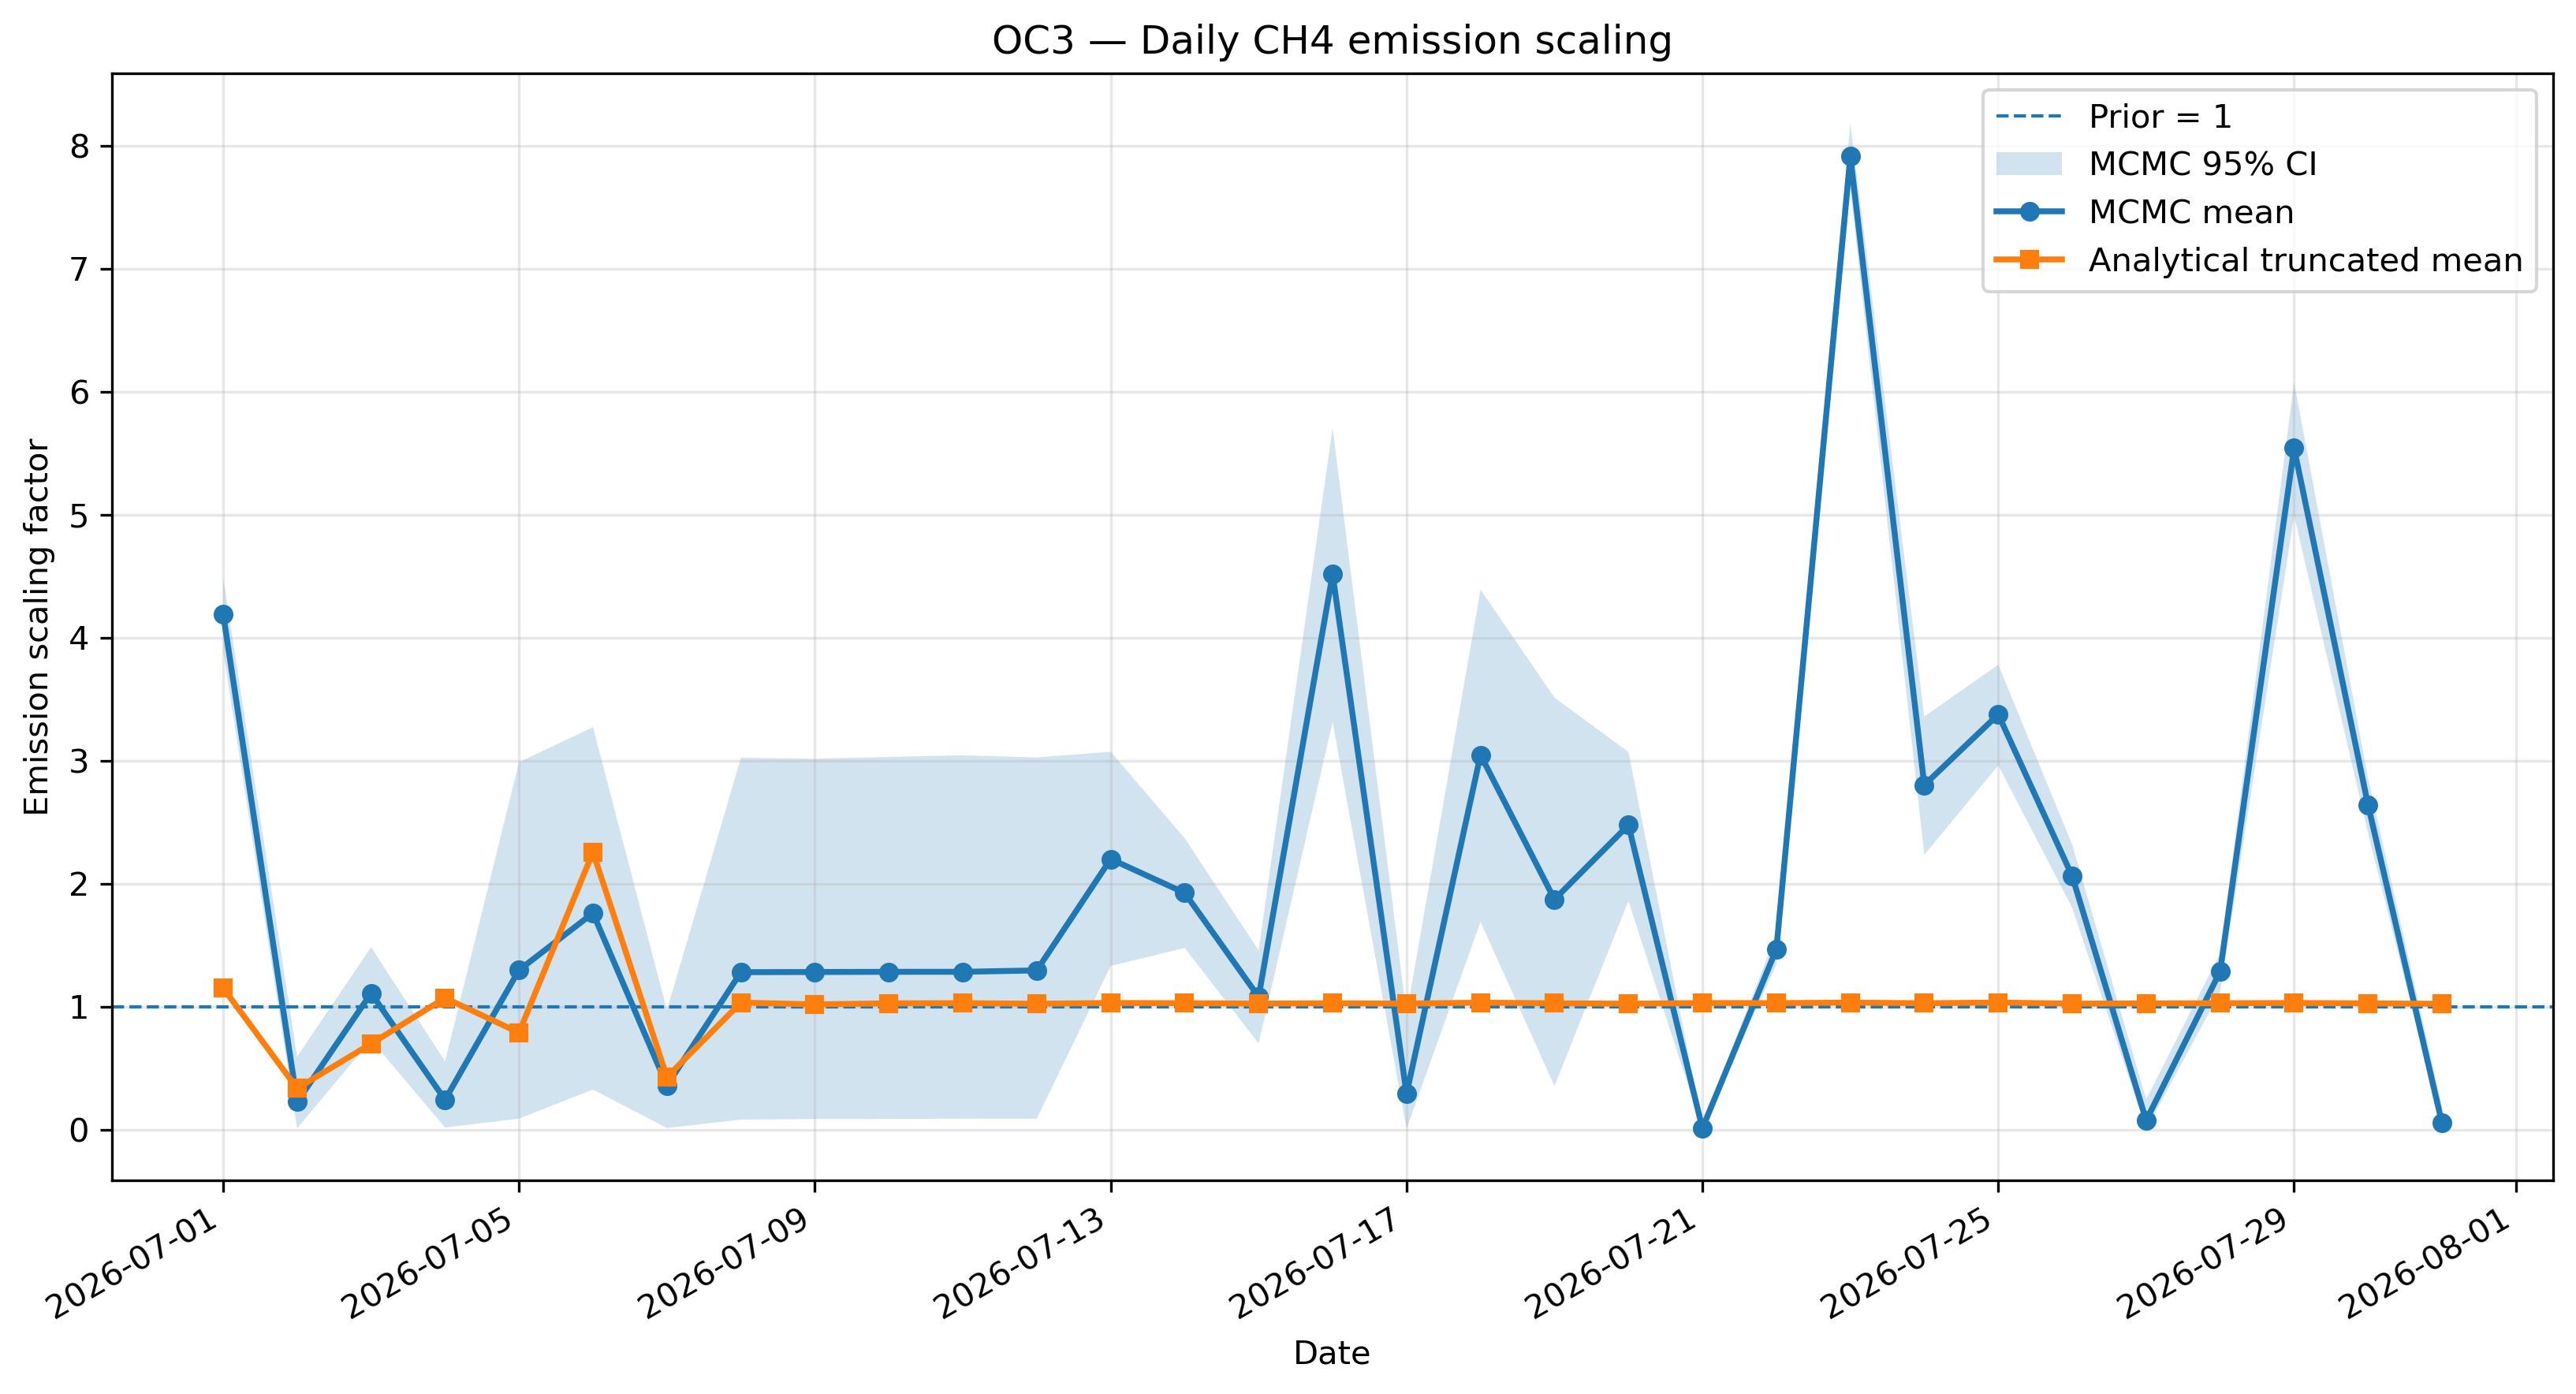 OC3 — Daily CH4 emission scaling
Prior = 1
MCMC 95% CI
MCMC mean
Analytical truncated mean
Emission scaling factor
8
7
6
5
4
3
2
1
0
2026-07-01
2026-07-05
2026-07-09
2026-07-13
2026-07-17
2026-07-21
2026-07-25
2026-07-29
2026-08-01
Date